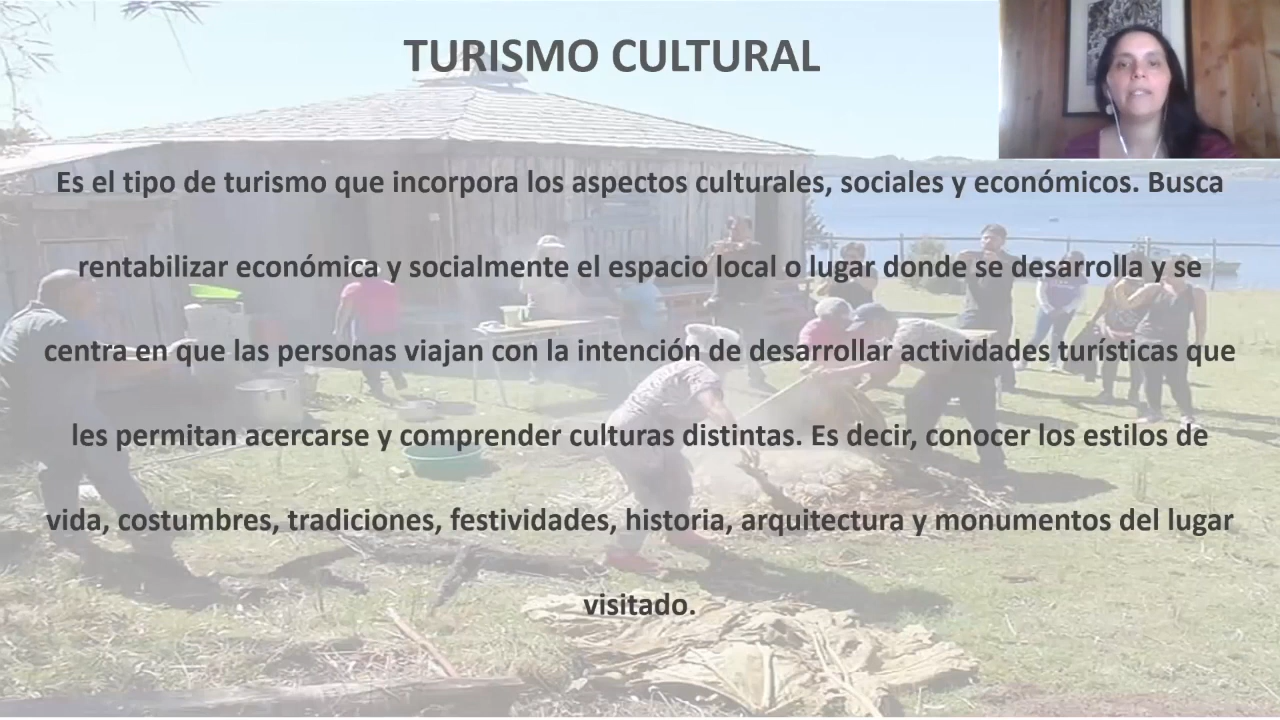 TURISMO CULTURAL
Es el tipo de turismo que incorpora los aspectos culturales, sociales y económicos. Busca
rentabilizar económica y socialmente el espacio local o lugar donde se desarrolla y se
centra en que las personas viajan con la intención de desarrollar actividades turísticas que
les permitan acercarse y comprender culturas distintas. Es decir, conocer los estilos de
vida, costumbres, tradiciones, festividades, historia, arquitectura y monumentos del lugar
visitado.